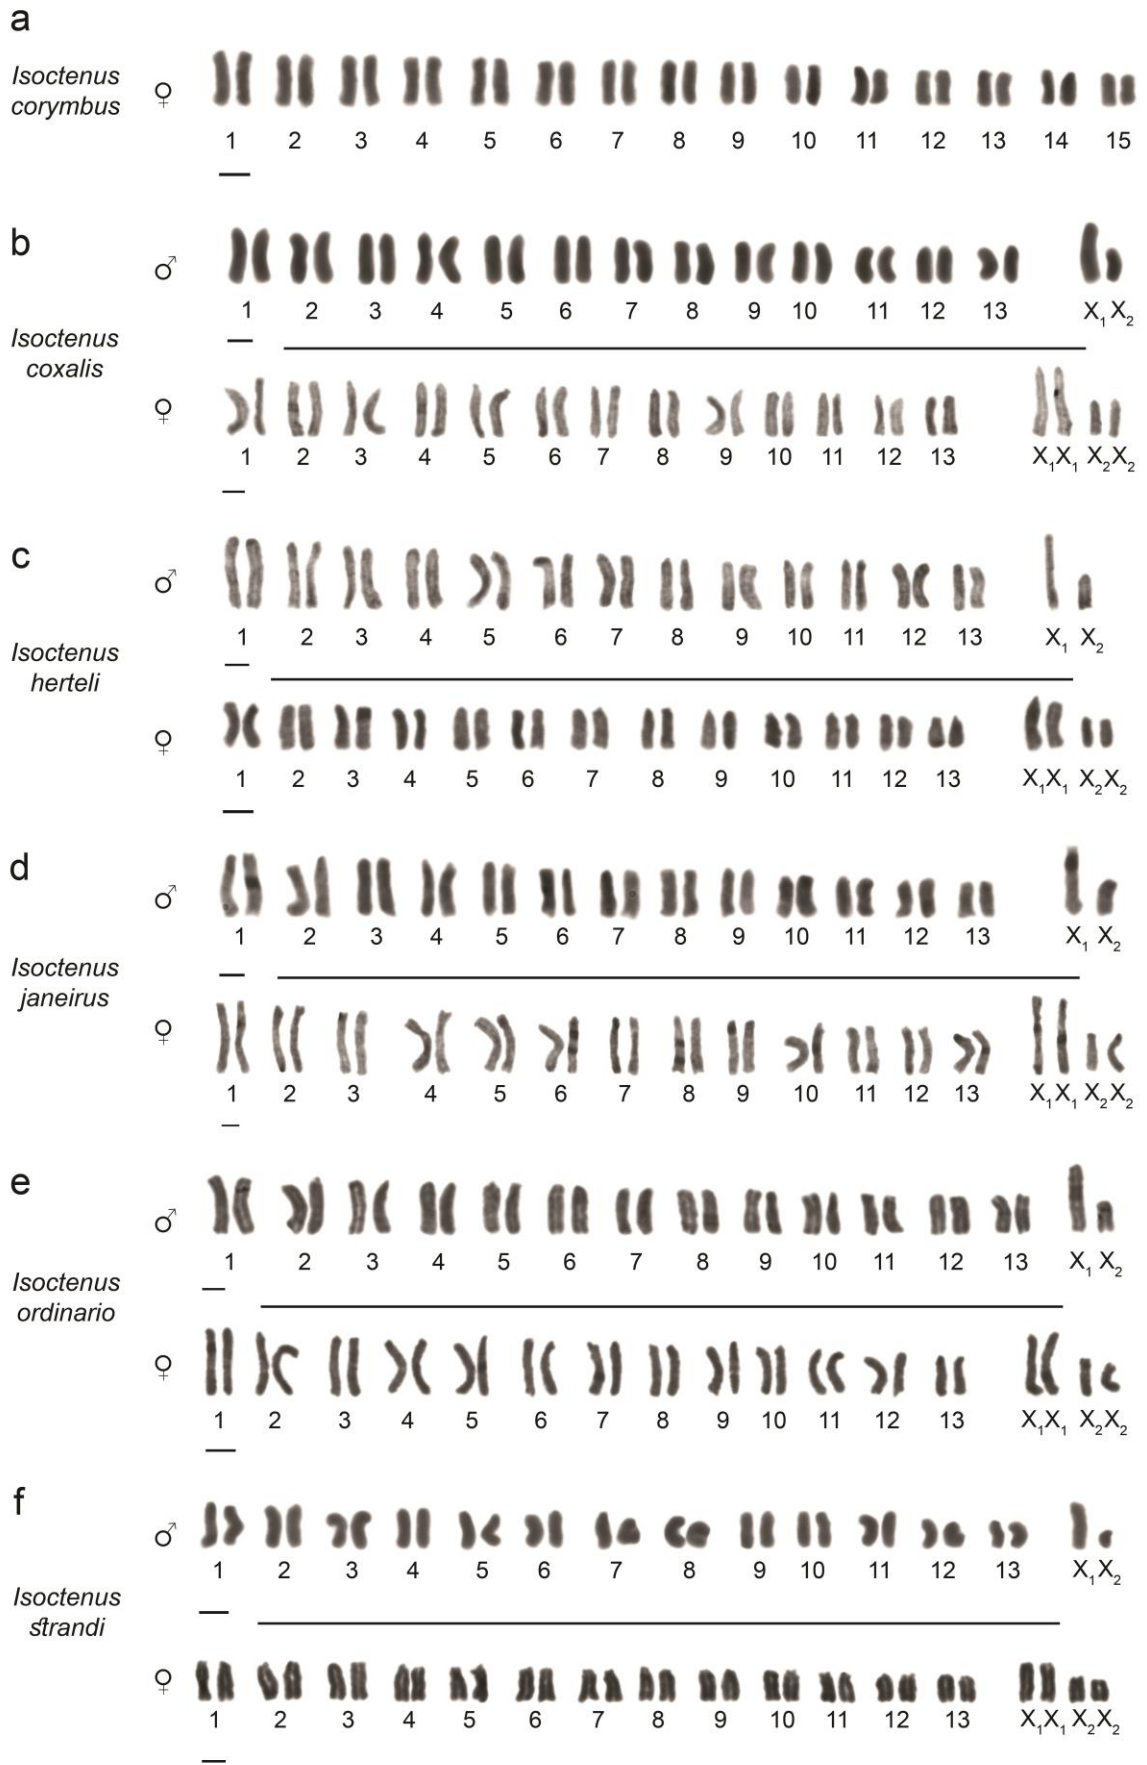 a
Isoctenus
corymbus
♀
1 2 3 4 5 6 7 8 9 10 11 12 13 14 15
b
♂
1 2 3 4 5 6 7 8 9 10 11 12 13 X₁ X₂
Isoctenus
coxalis
♀
1 2 3 4 5 6 7 8 9 10 11 12 13 X₁X₁ X₂X₂
c
♂
1 2 3 4 5 6 7 8 9 10 11 12 13 X₁ X₂
Isoctenus
herteli
♀
1 2 3 4 5 6 7 8 9 10 11 12 13 X₁X₁ X₂X₂
d
♂
1 2 3 4 5 6 7 8 9 10 11 12 13 X₁ X₂
Isoctenus
janeirus
♀
1 2 3 4 5 6 7 8 9 10 11 12 13 X₁X₁ X₂X₂
e
♂
1 2 3 4 5 6 7 8 9 10 11 12 13 X₁ X₂
Isoctenus
ordinario
♀
1 2 3 4 5 6 7 8 9 10 11 12 13 X₁X₁ X₂X₂
f
♂
1 2 3 4 5 6 7 8 9 10 11 12 13 X₁X₂
Isoctenus
strandi
♀
1 2 3 4 5 6 7 8 9 10 11 12 13 X₁X₁ X₂X₂